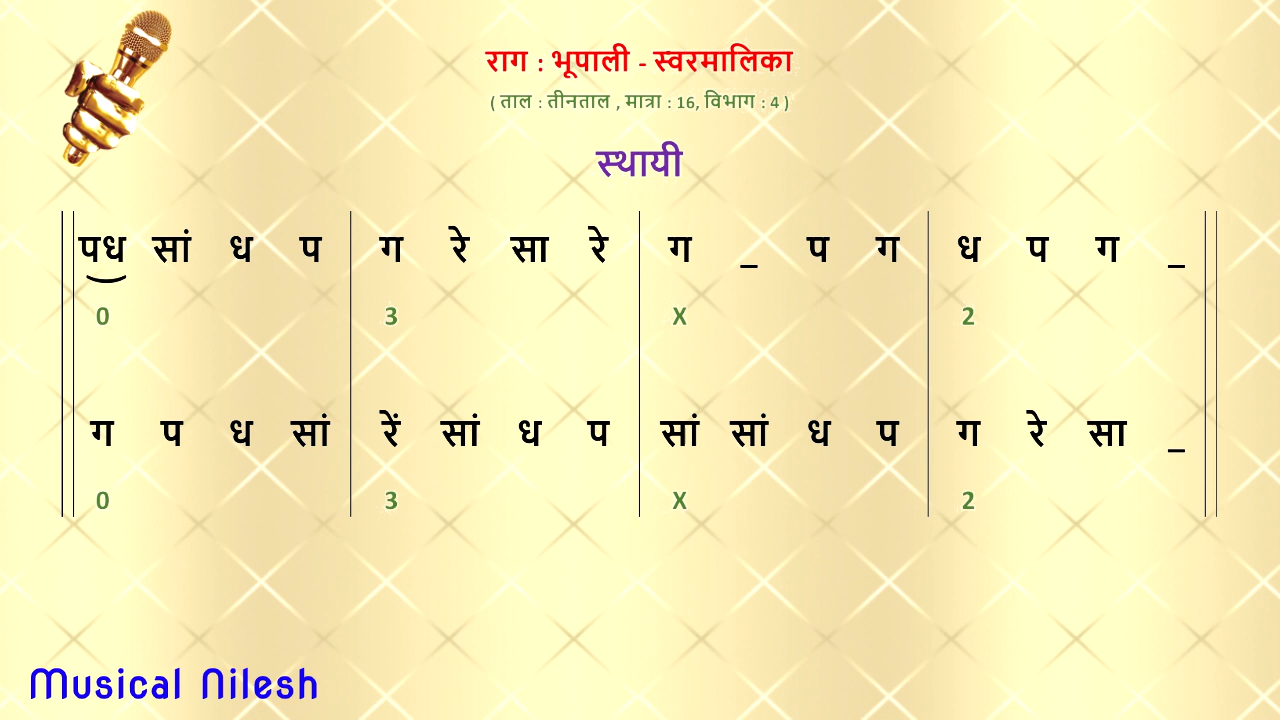 राग : भूपाली - स्वरमालिका
( ताल : तीनताल , मात्रा : 16, विभाग : 4 )
स्थायी
पध सां ध प ग रे सा रे ग _ प ग ध प ग _
0 3 X 2
ग प ध सां रें सां ध प सां सां ध प ग रे सा _
0 3 X 2
Musical Nilesh